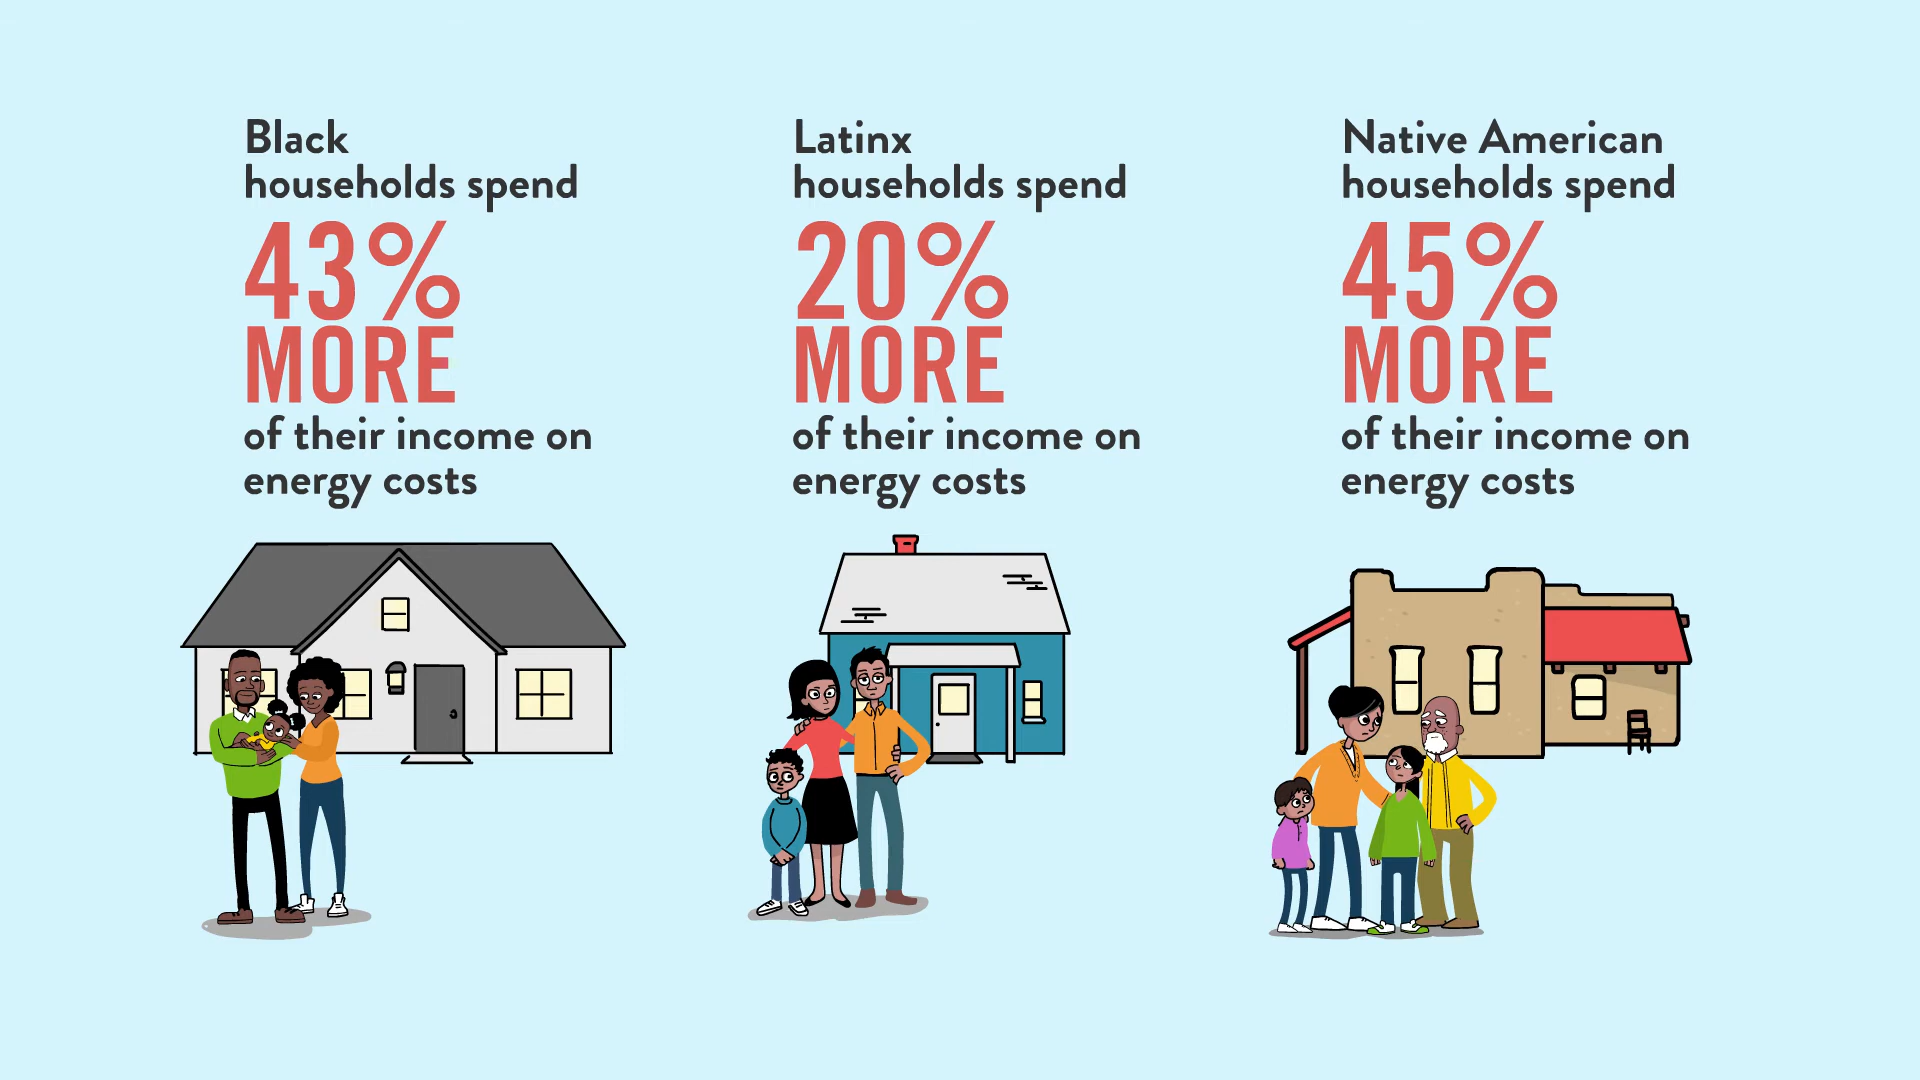 Black
households spend
43%
MORE
of their income on
energy costs
Latinx
households spend
20%
MORE
of their income on
energy costs
Native American
households spend
45%
MORE
of their income on
energy costs